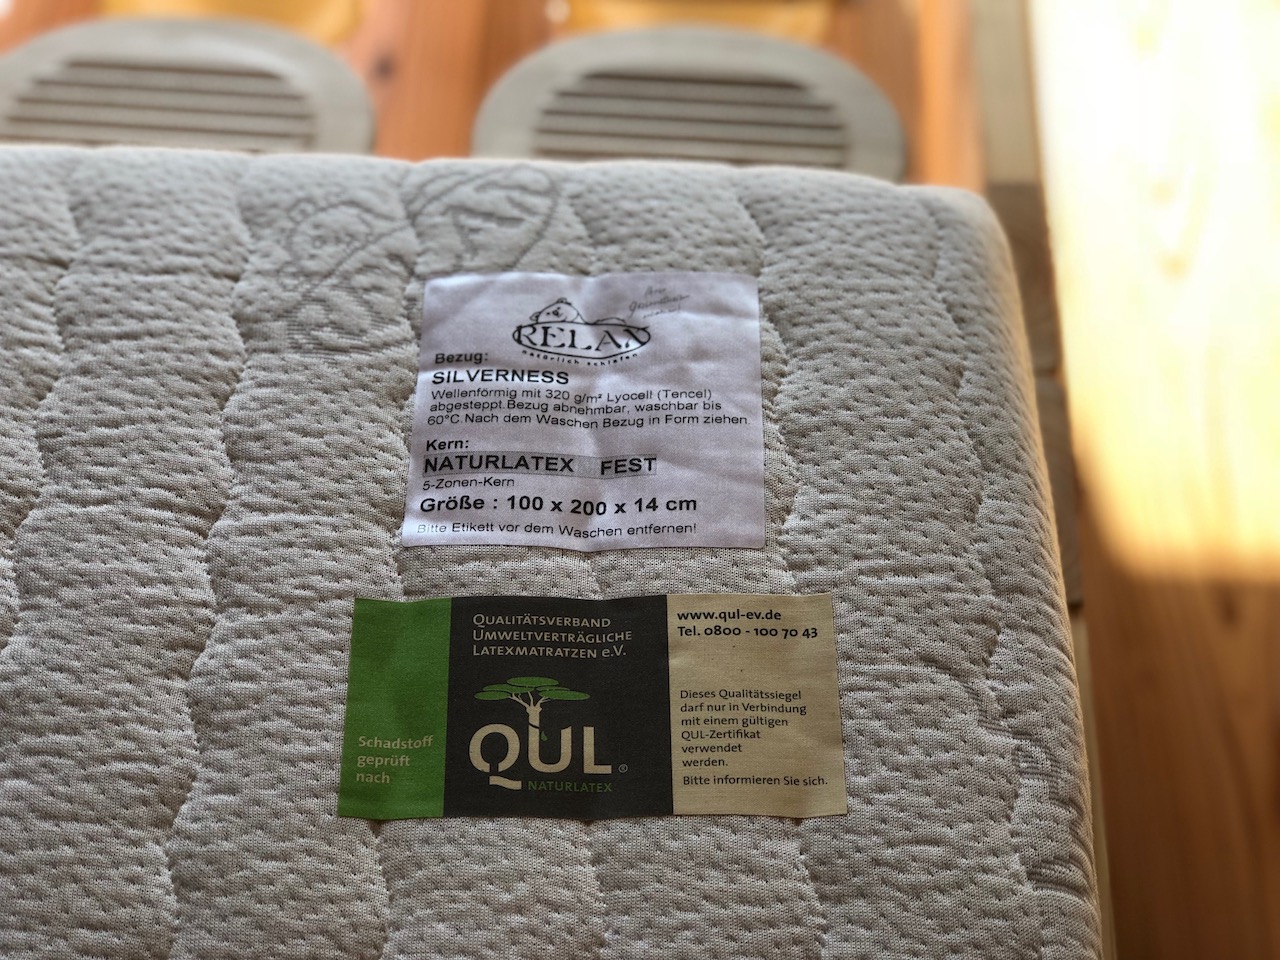 RELAX
natürlich schlafen
Bezug:
SILVERNESS
Wellenförmig mit 320 g/m² Lyocell (Tencel)
abgesteppt.Bezug abnehmbar, waschbar bis
60°C.Nach dem Waschen Bezug in Form ziehen.
Kern:
NATURLATEX FEST
5-Zonen-Kern
Größe : 100 x 200 x 14 cm
Bitte Etikett vor dem Waschen entfernen!
Schadstoff
geprüft
nach
QUALITÄTSVERBAND
UMWELTVERTRÄGLICHE
LATEXMATRATZEN e.V.
QUL®
NATURLATEX
www.qul-ev.de
Tel. 0800 - 100 70 43
Dieses Qualitätssiegel
darf nur in Verbindung
mit einem gültigen
QUL-Zertifikat
verwendet
werden.
Bitte informieren Sie sich.